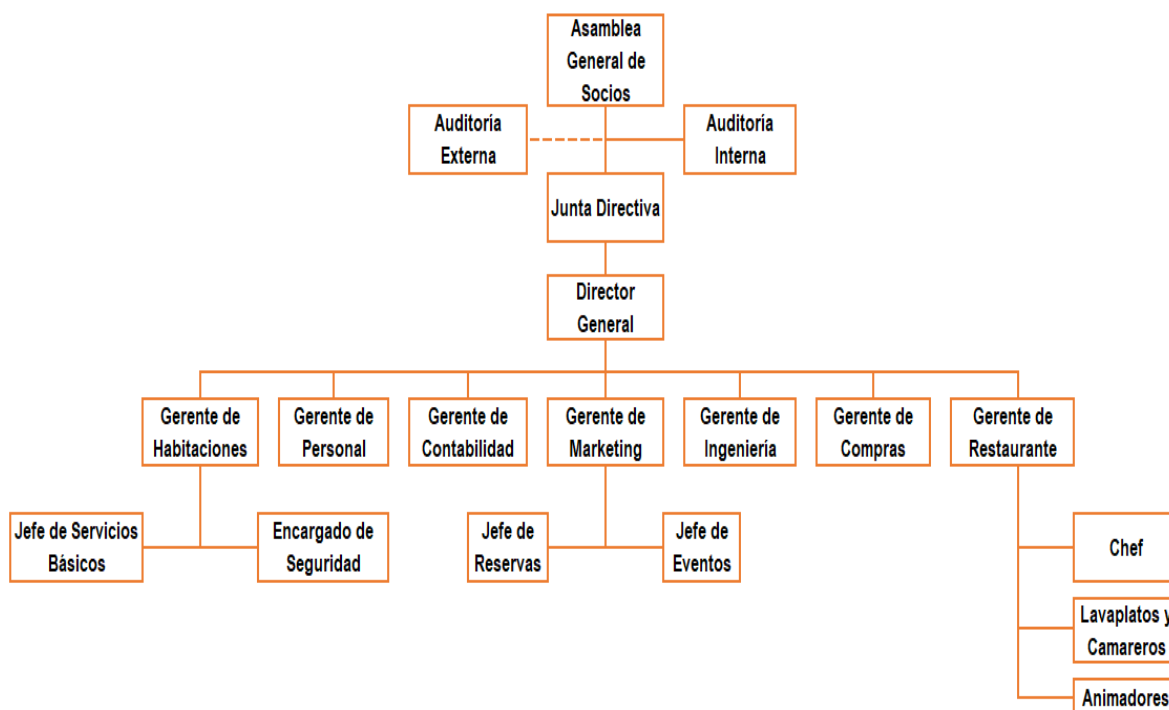 Asamblea
General de
Socios
Auditoría
Externa
Auditoría
Interna
Junta Directiva
Director
General
Gerente de
Habitaciones
Gerente de
Personal
Gerente de
Contabilidad
Gerente de
Marketing
Gerente de
Ingeniería
Gerente de
Compras
Gerente de
Restaurante
Jefe de Servicios
Básicos
Encargado de
Seguridad
Jefe de
Reservas
Jefe de
Eventos
Chef
Lavaplatos y
Camareros
Animadores